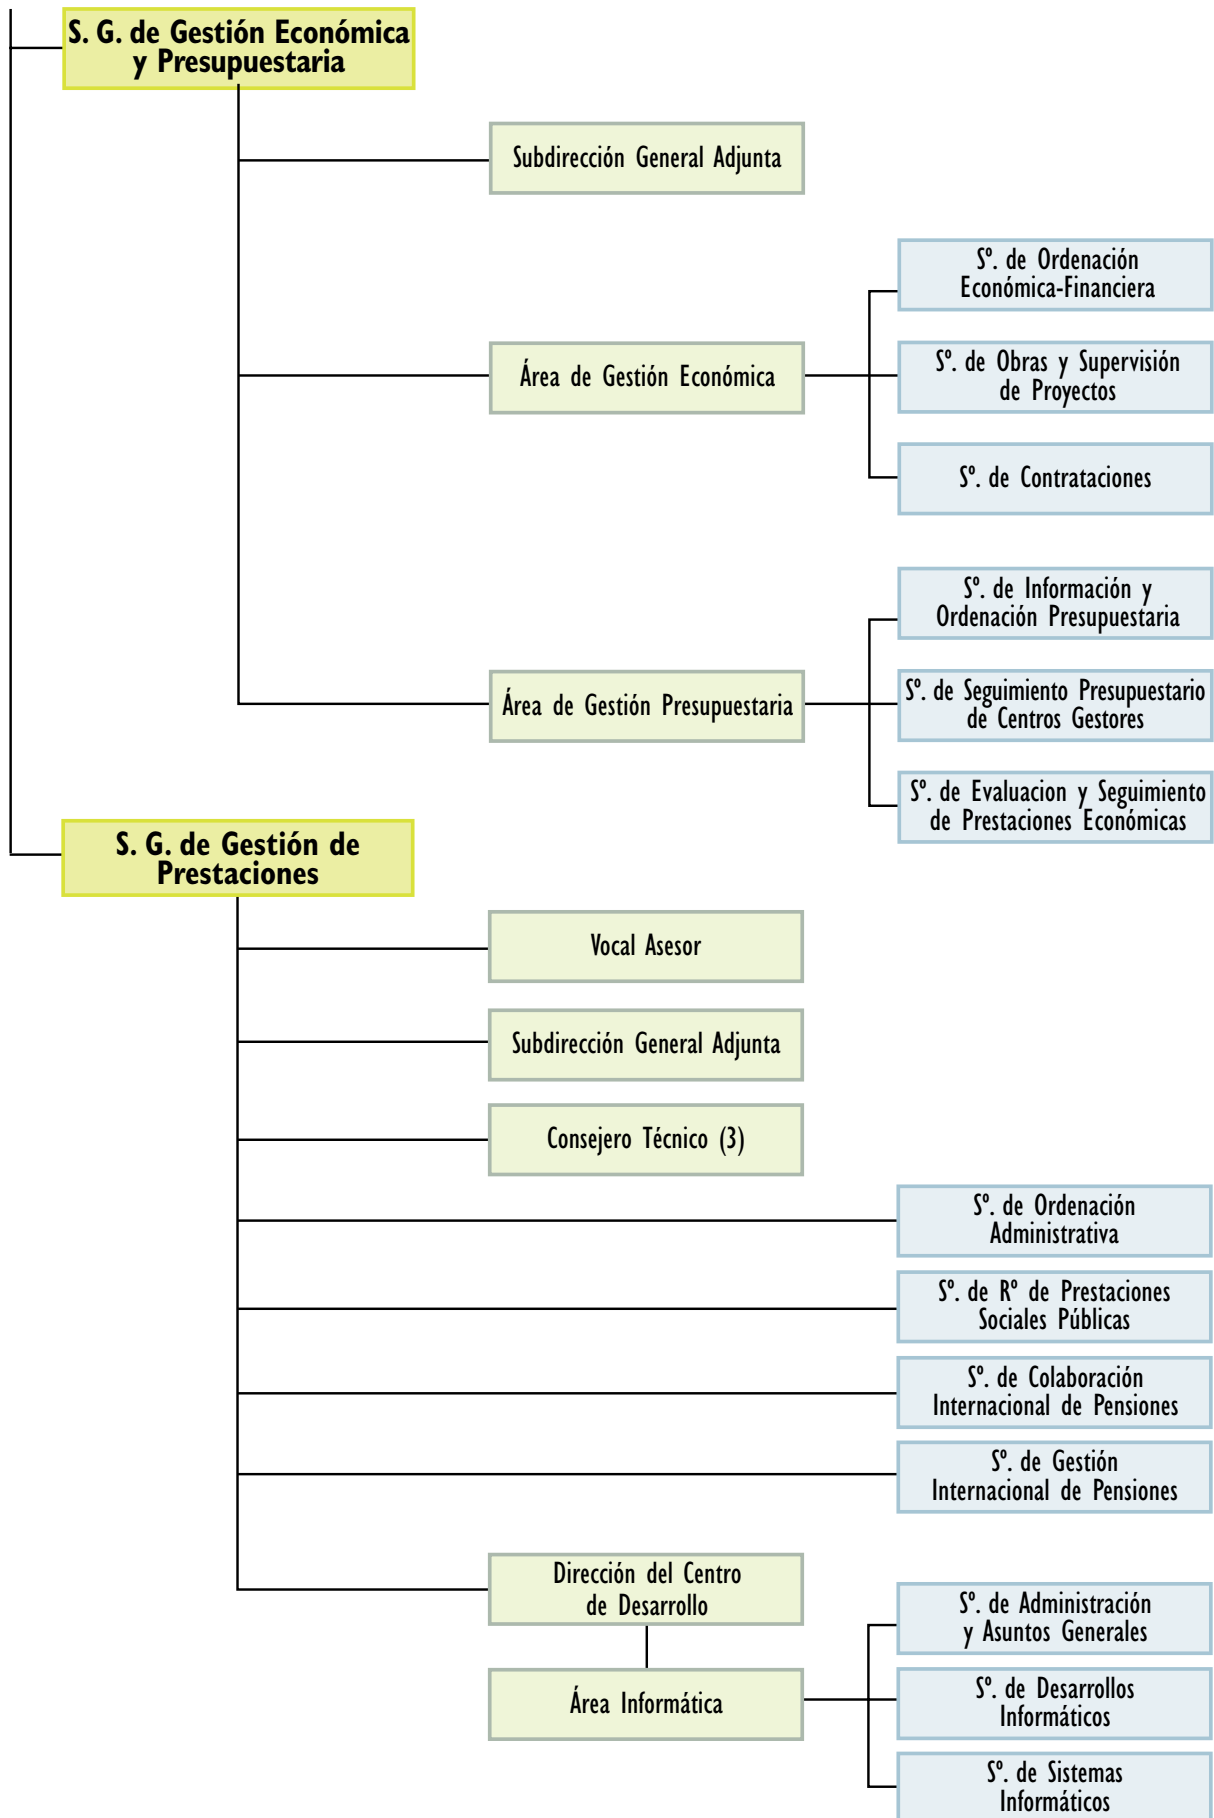 S. G. de Gestión Económica
y Presupuestaria
Subdirección General Adjunta
Sº. de Ordenación
Económica-Financiera
Área de Gestión Económica
Sº. de Obras y Supervisión
de Proyectos
Sº. de Contrataciones
Sº. de Información y
Ordenación Presupuestaria
Área de Gestión Presupuestaria
Sº. de Seguimiento Presupuestario
de Centros Gestores
Sº. de Evaluacion y Seguimiento
de Prestaciones Económicas
S. G. de Gestión de
Prestaciones
Vocal Asesor
Subdirección General Adjunta
Consejero Técnico (3)
Sº. de Ordenación
Administrativa
Sº. de Rº de Prestaciones
Sociales Públicas
Sº. de Colaboración
Internacional de Pensiones
Sº. de Gestión
Internacional de Pensiones
Dirección del Centro
de Desarrollo
Sº. de Administración
y Asuntos Generales
Área Informática
Sº. de Desarrollos
Informáticos
Sº. de Sistemas
Informáticos